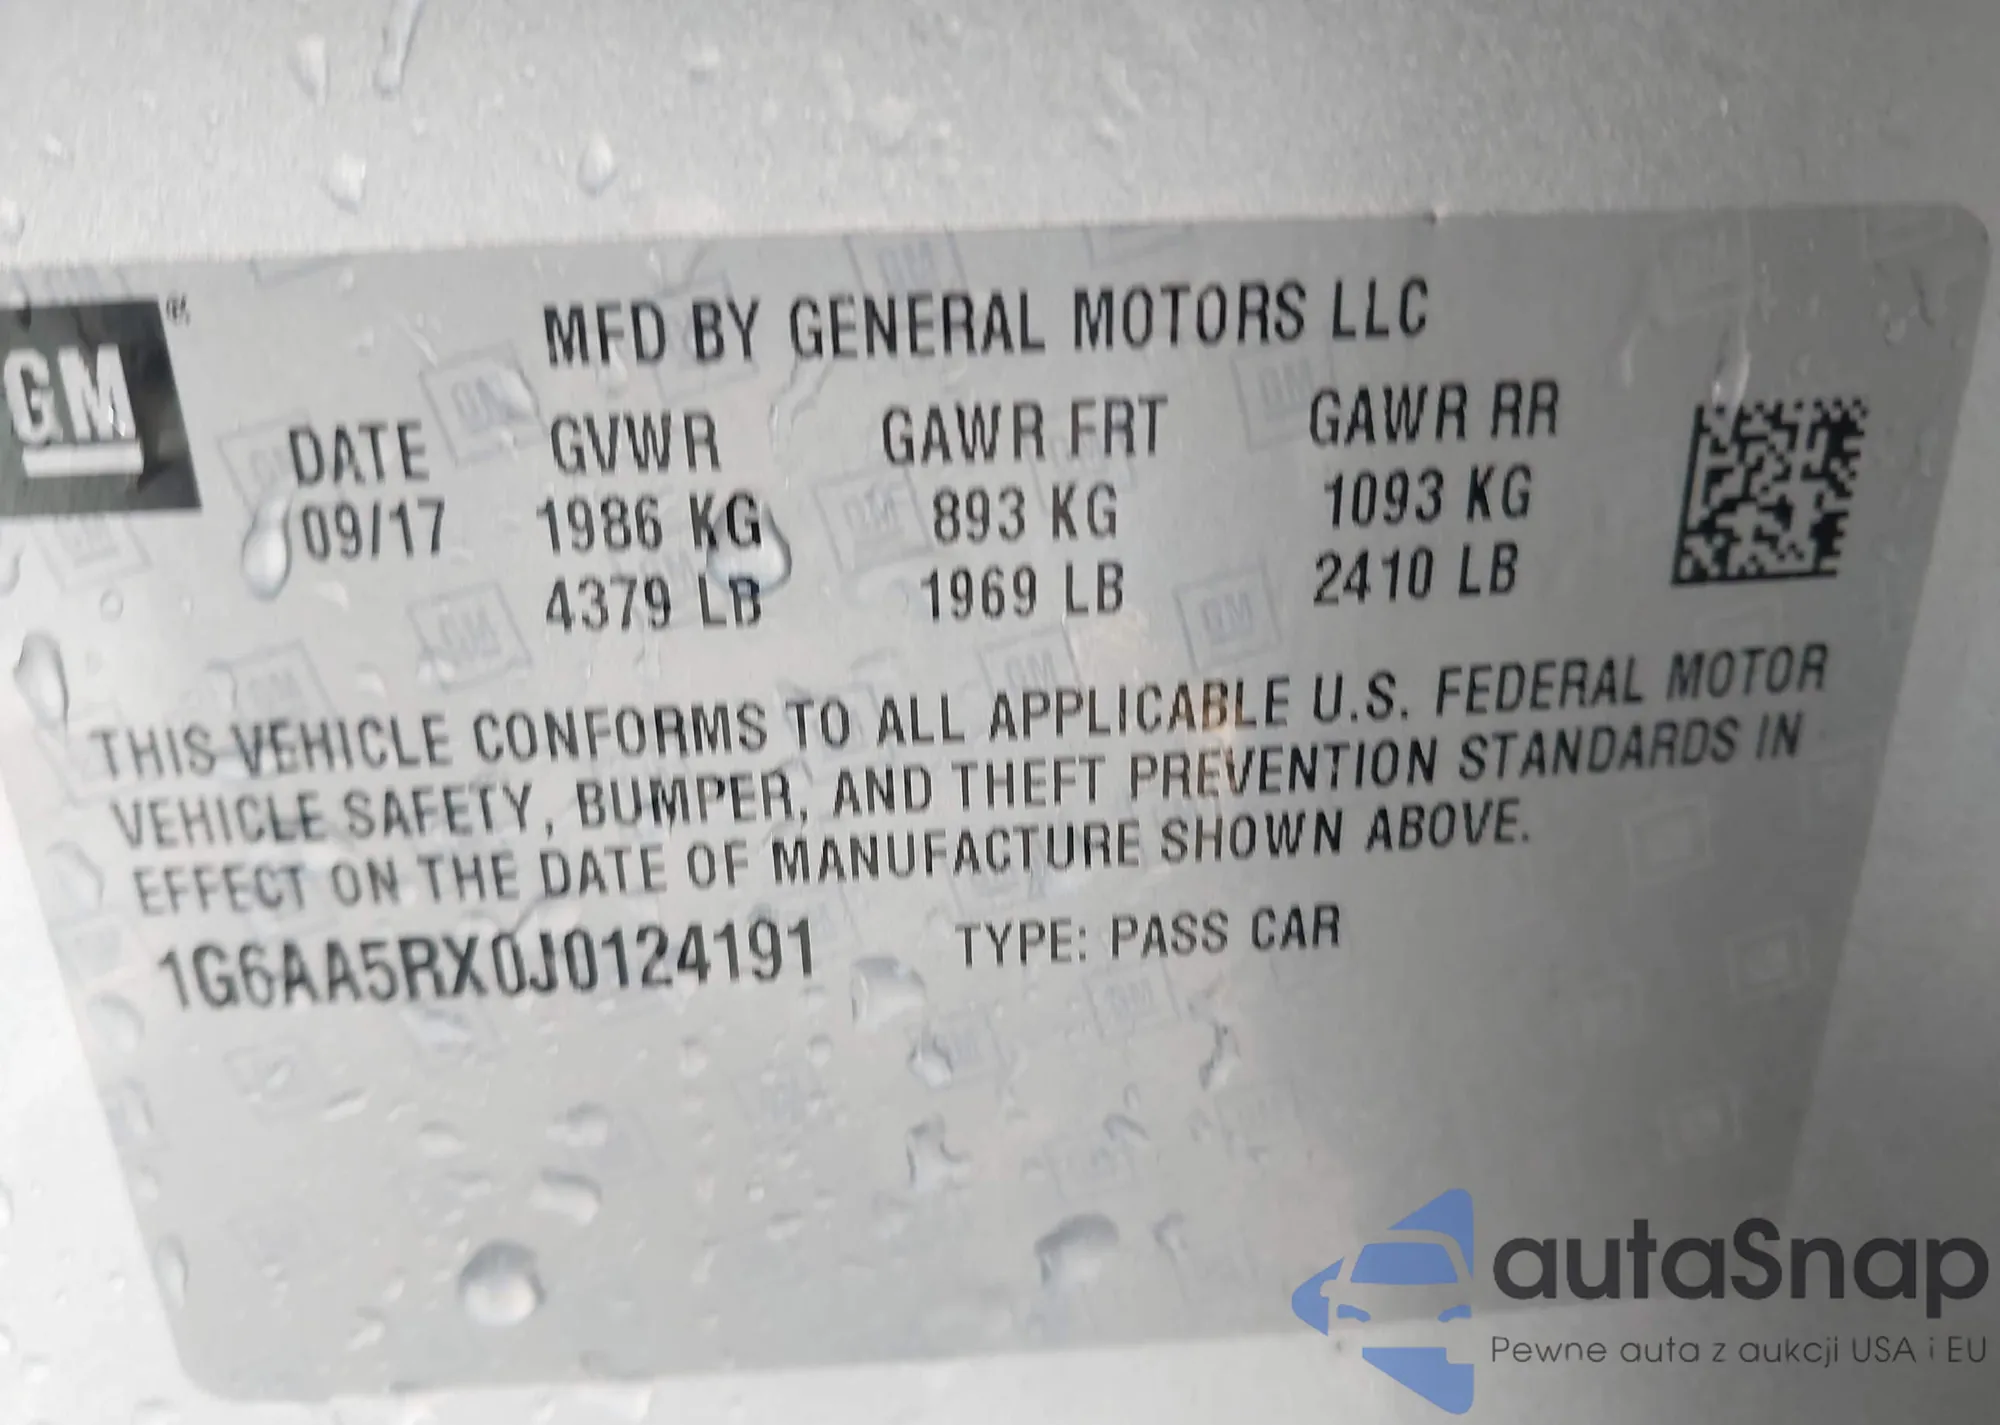 MFD BY GENERAL MOTORS LLC
GM
DATE GVWR GAWR FRT GAWR RR
09/17 1986 KG 893 KG 1093 KG
4379 LB 1969 LB 2410 LB
THIS VEHICLE CONFORMS TO ALL APPLICABLE U.S. FEDERAL MOTOR
VEHICLE SAFETY, BUMPER, AND THEFT PREVENTION STANDARDS IN
EFFECT ON THE DATE OF MANUFACTURE SHOWN ABOVE.
1G6AA5RX0J0124191 TYPE: PASS CAR
autaSnap
Pewne auta z aukcji USA i EU